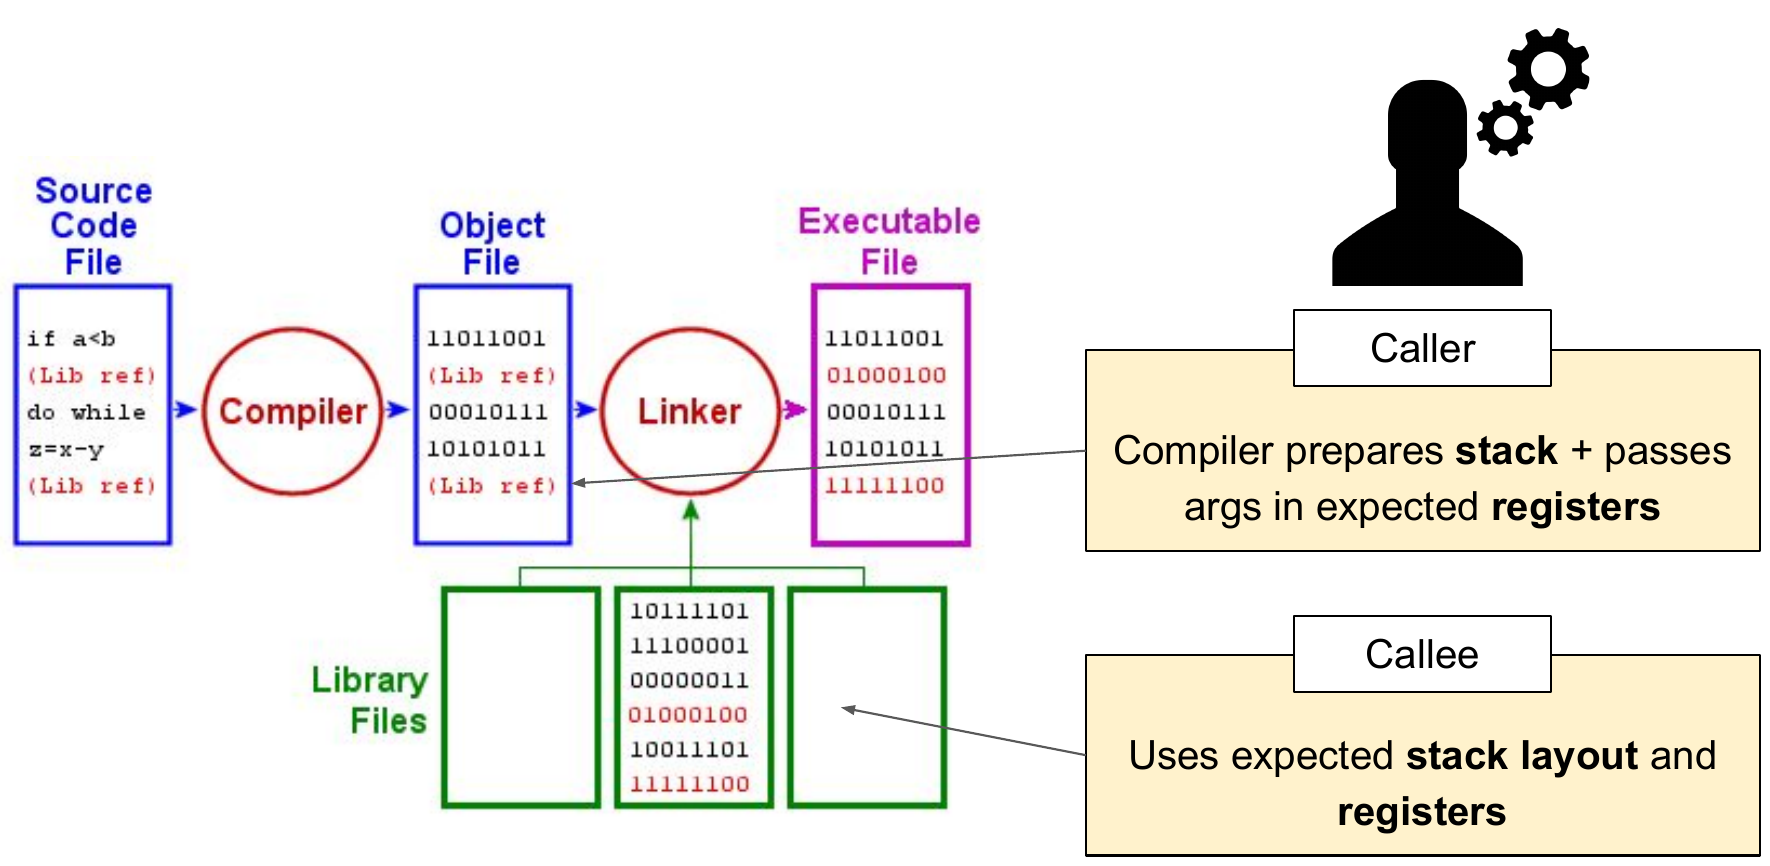 Source
Code
File
if a<b
(Lib ref)
do while
z=x-y
(Lib ref)
Compiler
Object
File
11011001
(Lib ref)
00010111
10101011
(Lib ref)
Linker
Executable
File
11011001
01000100
00010111
10101011
11111100
Library
Files
10111101
11100001
00000011
01000100
10011101
11111100
Caller
Compiler prepares stack + passes
args in expected registers
Callee
Uses expected stack layout and
registers